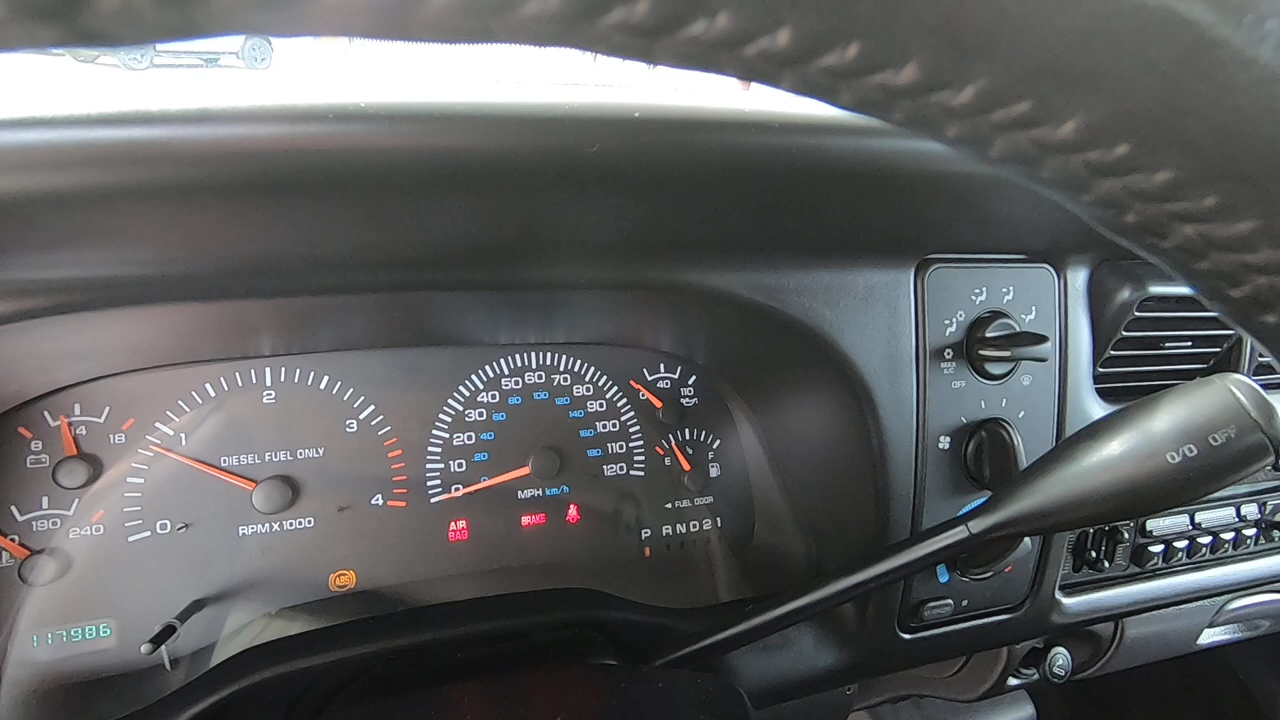 8 14 18
190 240
0 1 2 3 4
DIESEL FUEL ONLY
RPM X 1000
117986
ABS
0 10 20 30 40 50 60 70 80 90 100 110 120
0 20 40 60 80 100 120 140 160 180
MPH km/h
AIR
BAG
BRAKE
0 40 110
E F
◄ FUEL DOOR
P R N D 2 1
MAX
A/C
OFF
O/D OFF